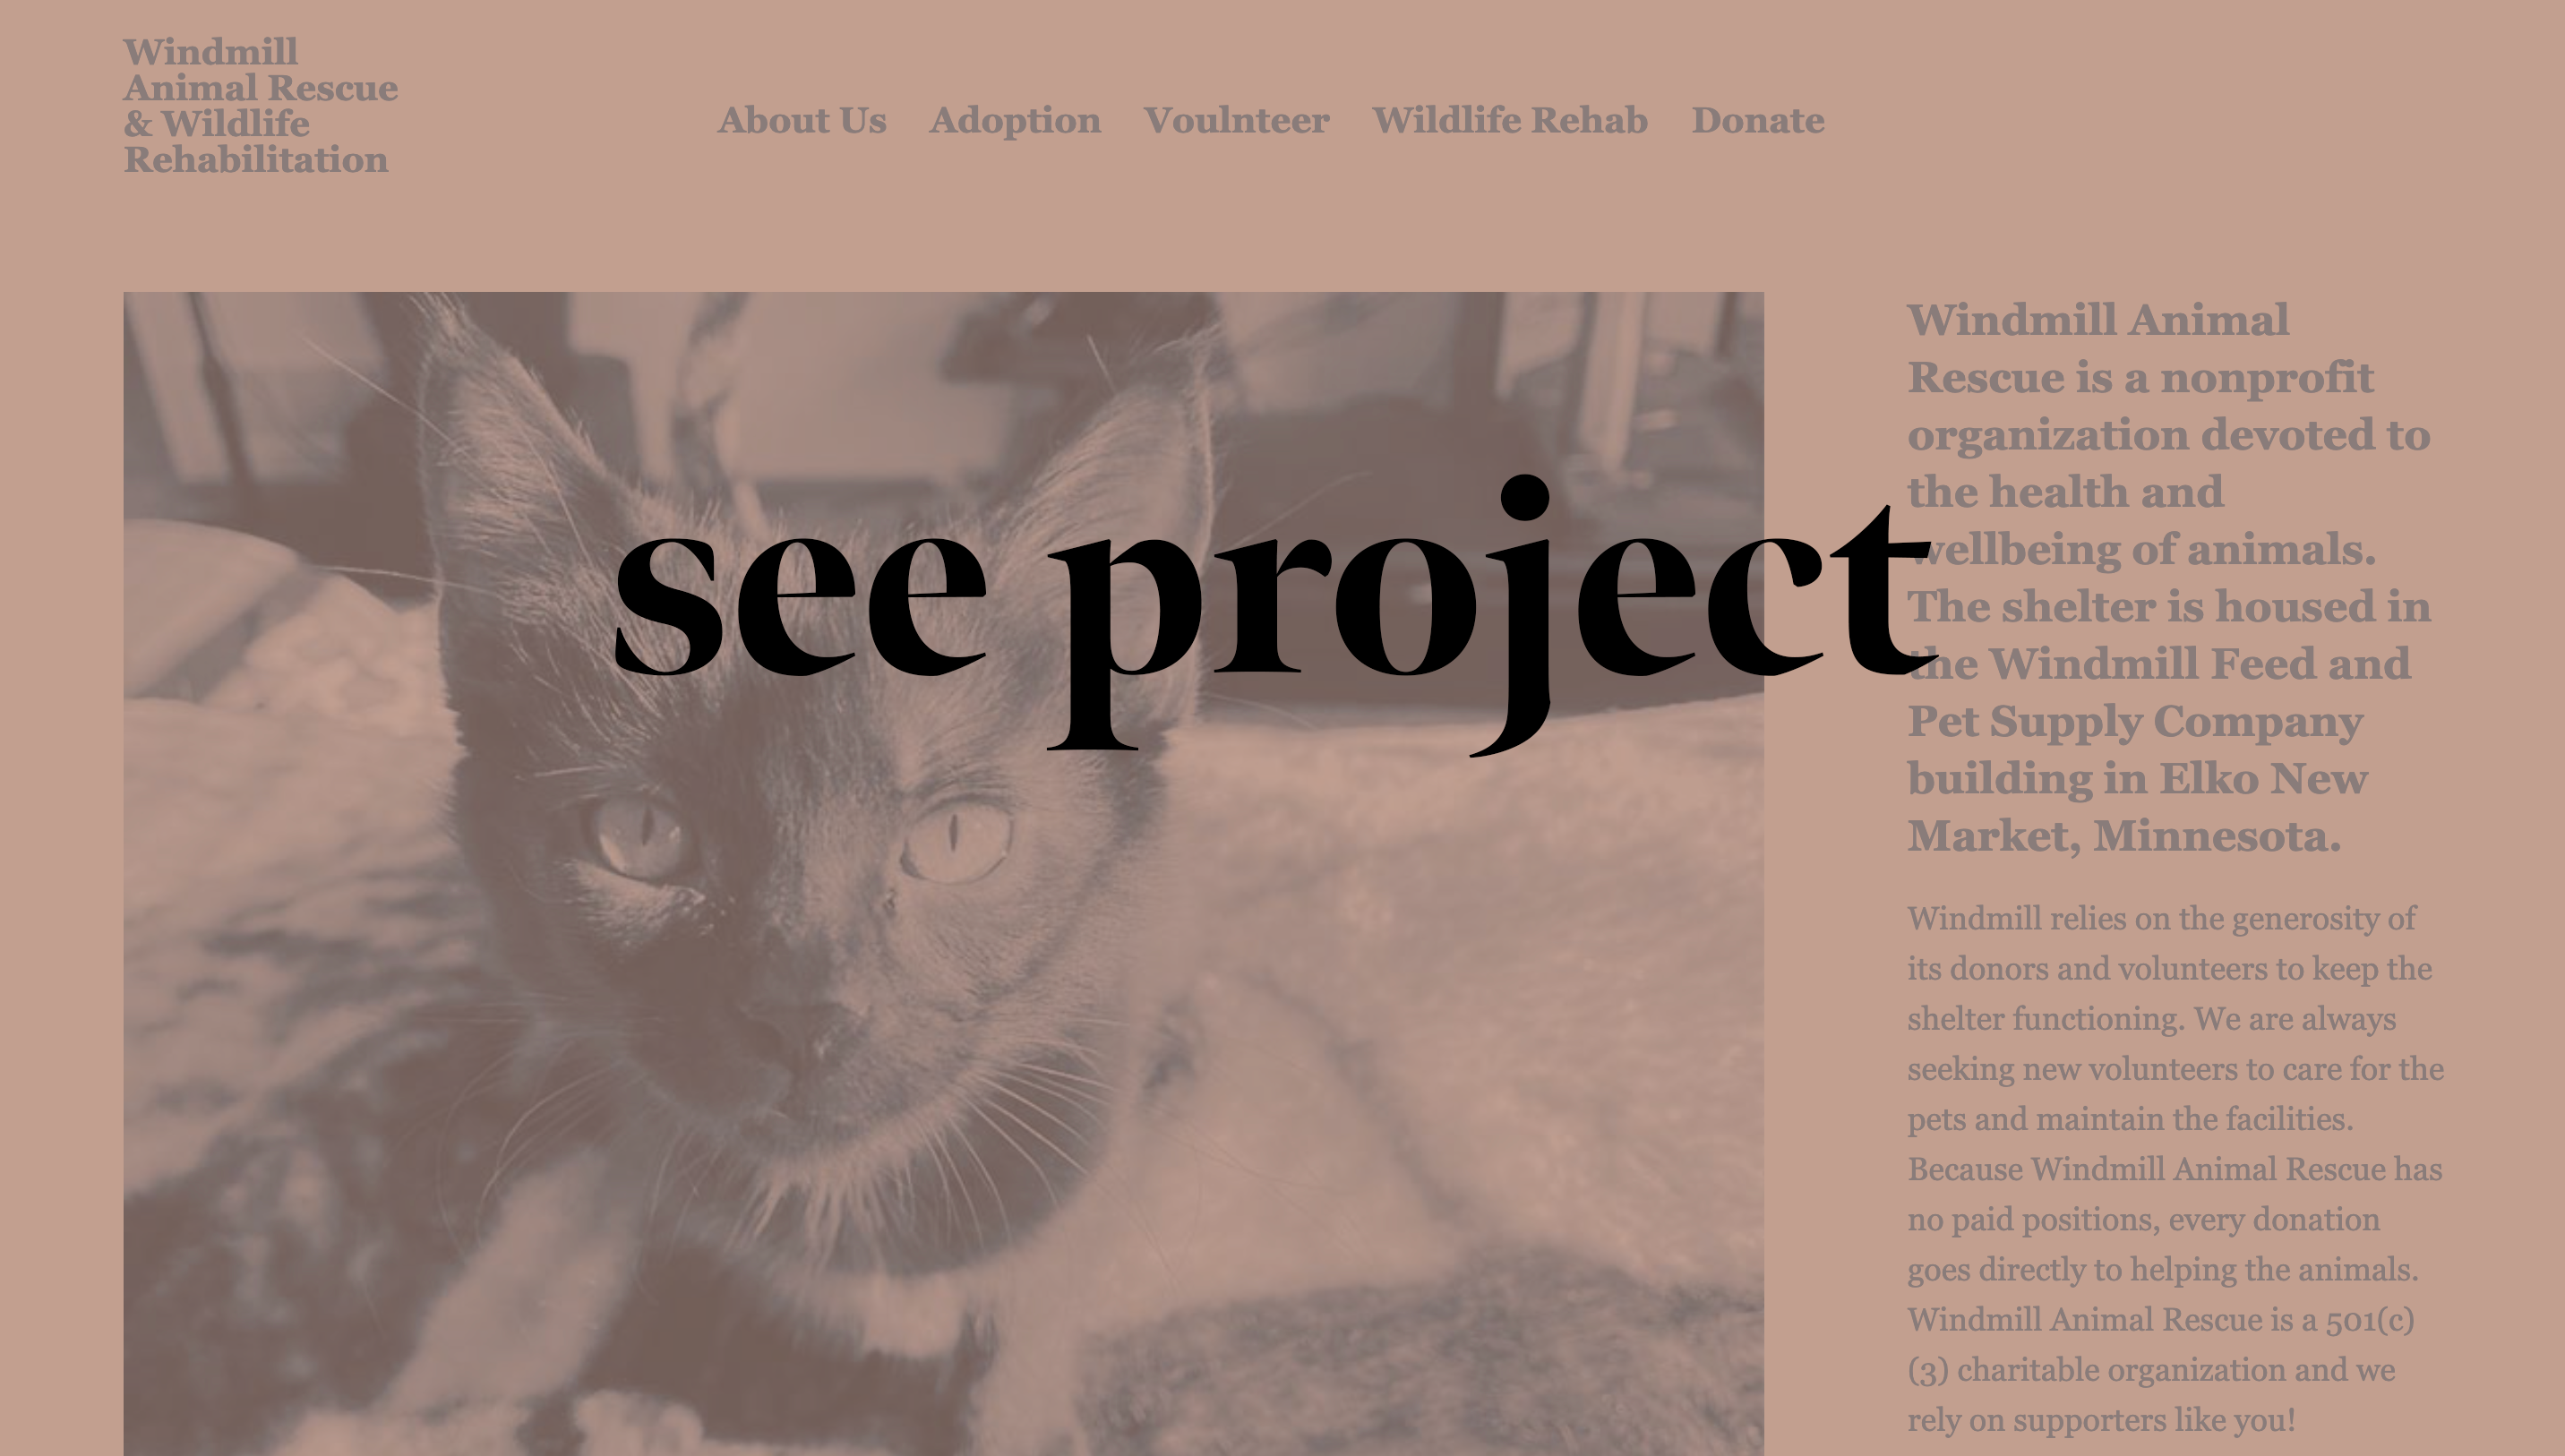 Windmill
Animal Rescue
& Wildlife
Rehabilitation
About Us Adoption Voulnteer Wildlife Rehab Donate
see project
Windmill Animal
Rescue is a nonprofit
organization devoted to
the health and
wellbeing of animals.
The shelter is housed in
the Windmill Feed and
Pet Supply Company
building in Elko New
Market, Minnesota.
Windmill relies on the generosity of
its donors and volunteers to keep the
shelter functioning. We are always
seeking new volunteers to care for the
pets and maintain the facilities.
Because Windmill Animal Rescue has
no paid positions, every donation
goes directly to helping the animals.
Windmill Animal Rescue is a 501(c)
(3) charitable organization and we
rely on supporters like you!